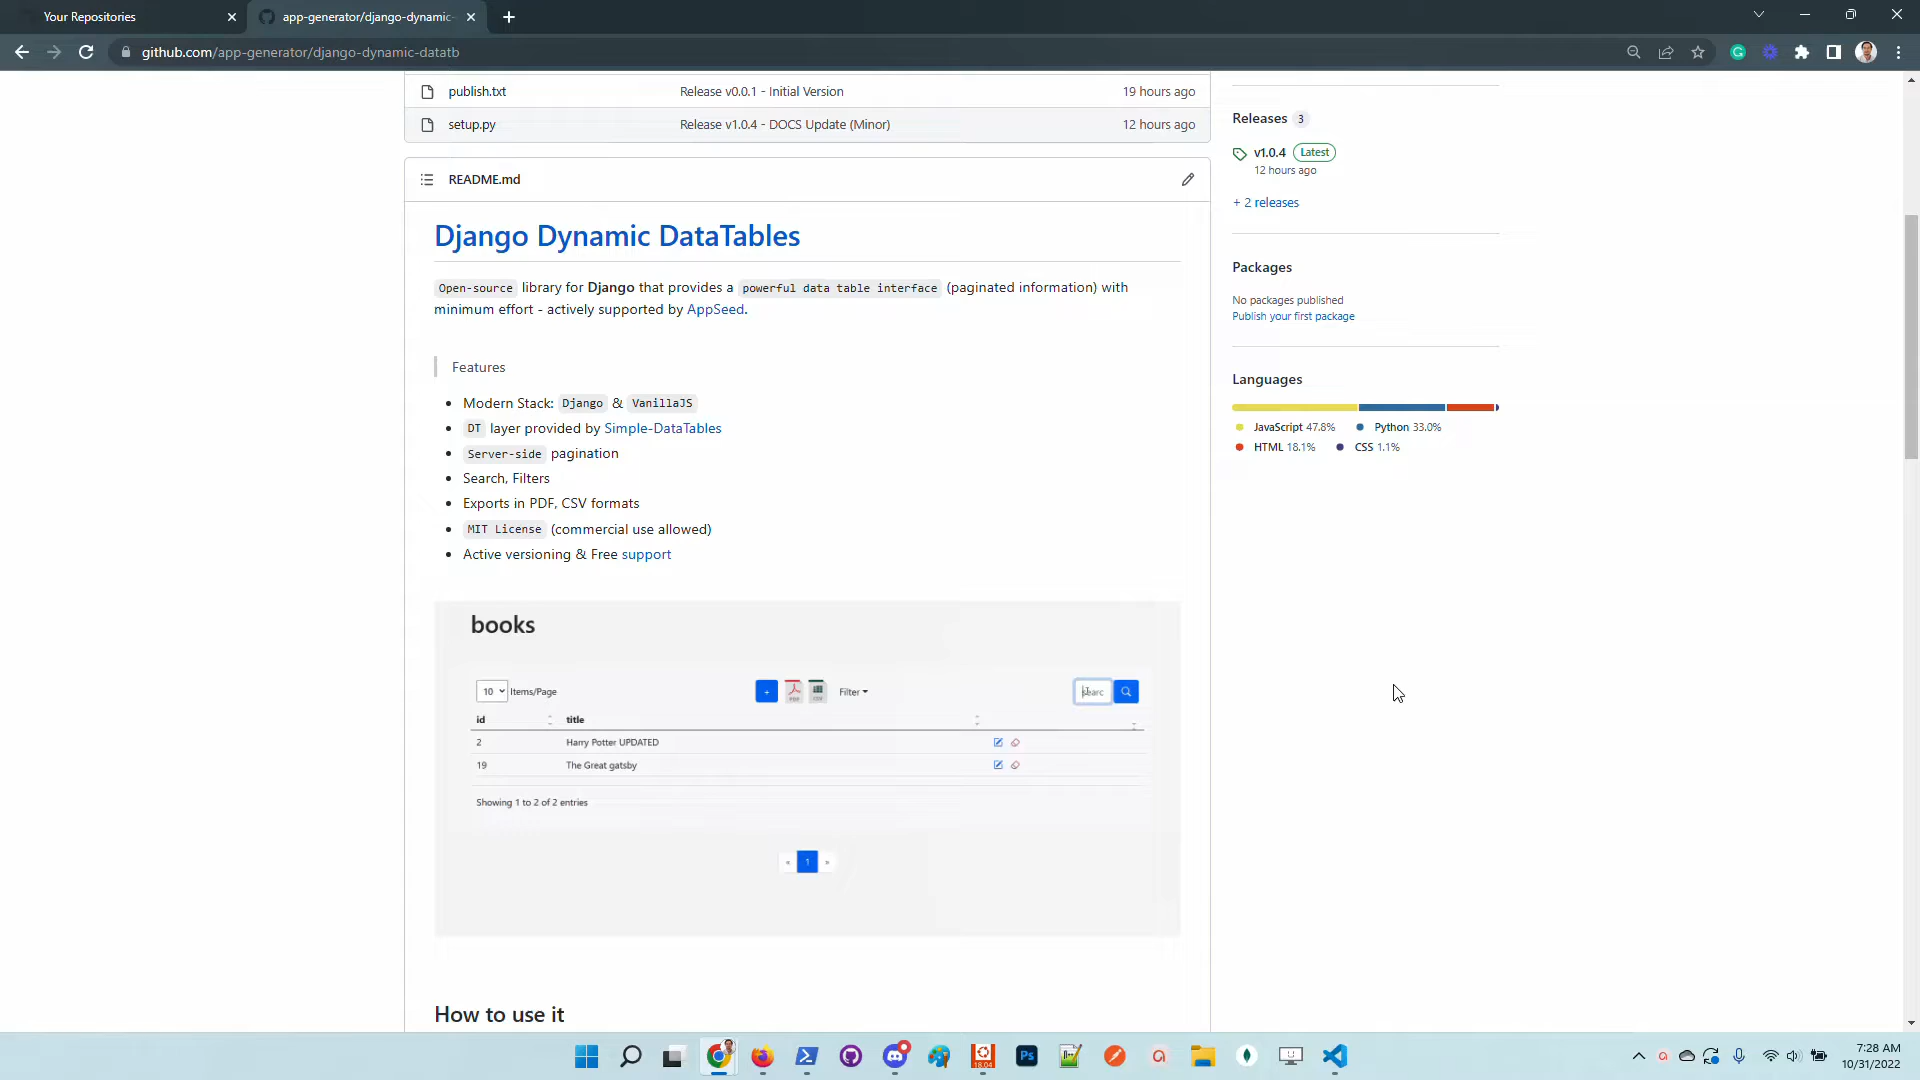 Your Repositories
app-generator/django-dynamic-
github.com/app-generator/django-dynamic-datatb
publish.txt
Release v0.0.1 - Initial Version
19 hours ago
setup.py
Release v1.0.4 - DOCS Update (Minor)
12 hours ago
README.md
Django Dynamic DataTables
Open-source library for Django that provides a powerful data table interface (paginated information) with
minimum effort - actively supported by AppSeed.
Features
Modern Stack: Django & VanillaJS
DT layer provided by Simple-DataTables
Server-side pagination
Search, Filters
Exports in PDF, CSV formats
MIT License (commercial use allowed)
Active versioning & Free support
books
10 Items/Page
+
PDF
CSV
Filter
searc
id
title
2
Harry Potter UPDATED
19
The Great gatsby
Showing 1 to 2 of 2 entries
« 1 »
How to use it
Releases 3
v1.0.4 Latest
12 hours ago
+ 2 releases
Packages
No packages published
Publish your first package
Languages
JavaScript 47.8%
Python 33.0%
HTML 18.1%
CSS 1.1%
18.04
Ps
7:28 AM
10/31/2022